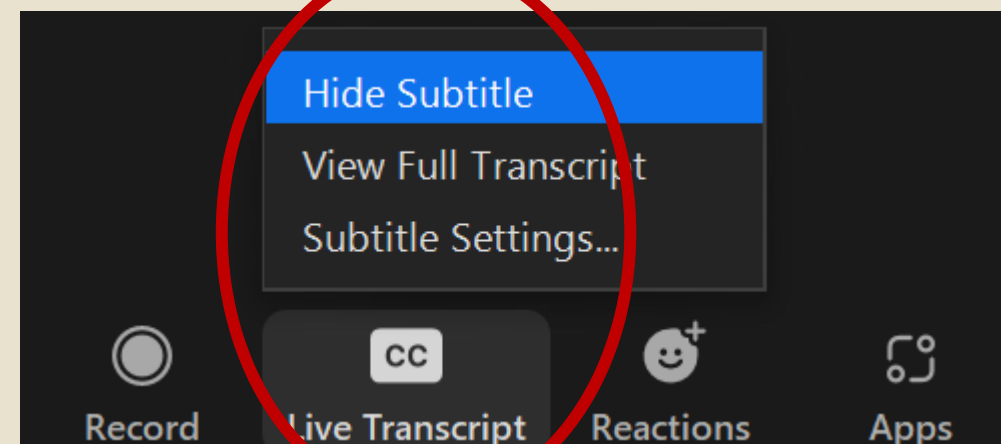 Hide Subtitle
View Full Transcript
Subtitle Settings...
CC
Record Live Transcript Reactions Apps